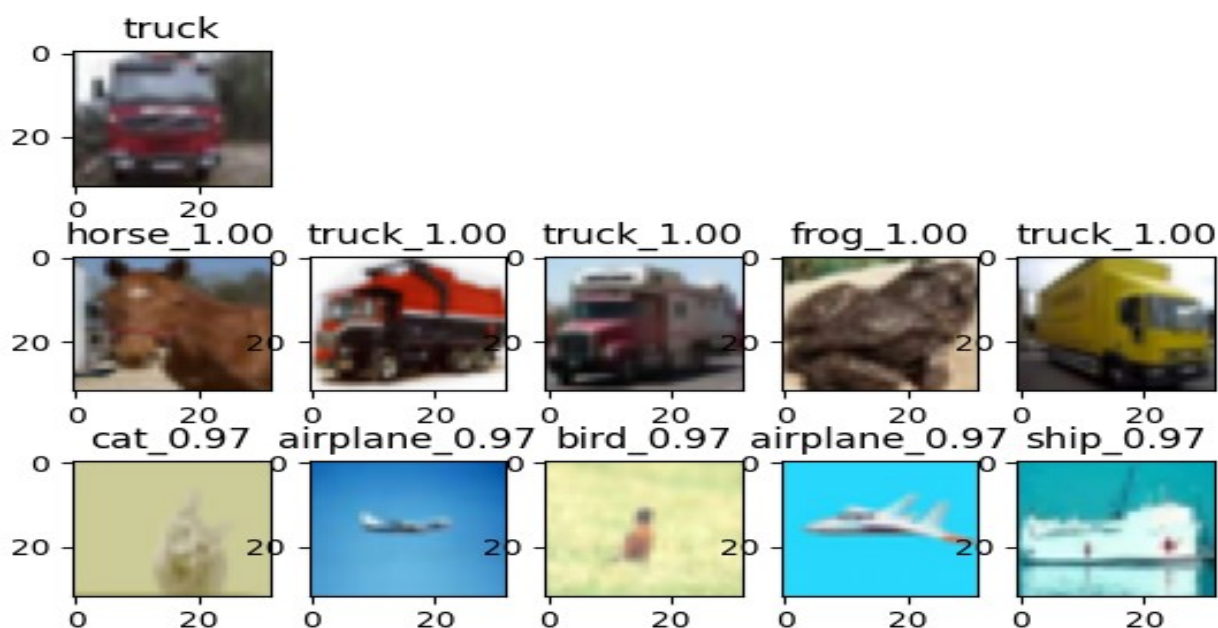 truck
0
20
0 20
horse_1.00 truck_1.00 truck_1.00 frog_1.00 truck_1.00
0 0 0 0 0
20 20 20 20 20
0 20 0 20 0 20 0 20 0 20
cat_0.97 airplane_0.97 bird_0.97 airplane_0.97 ship_0.97
0 0 0 0 0
20 20 20 20 20
0 20 0 20 0 20 0 20 0 20